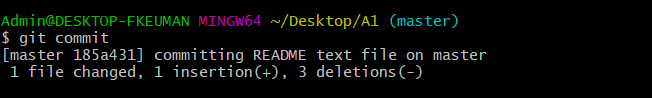 Admin@DESKTOP-FKEUMAN MINGW64 ~/Desktop/A1 (master)
$ git commit
[master 185a431] committing README text file on master
 1 file changed, 1 insertion(+), 3 deletions(-)